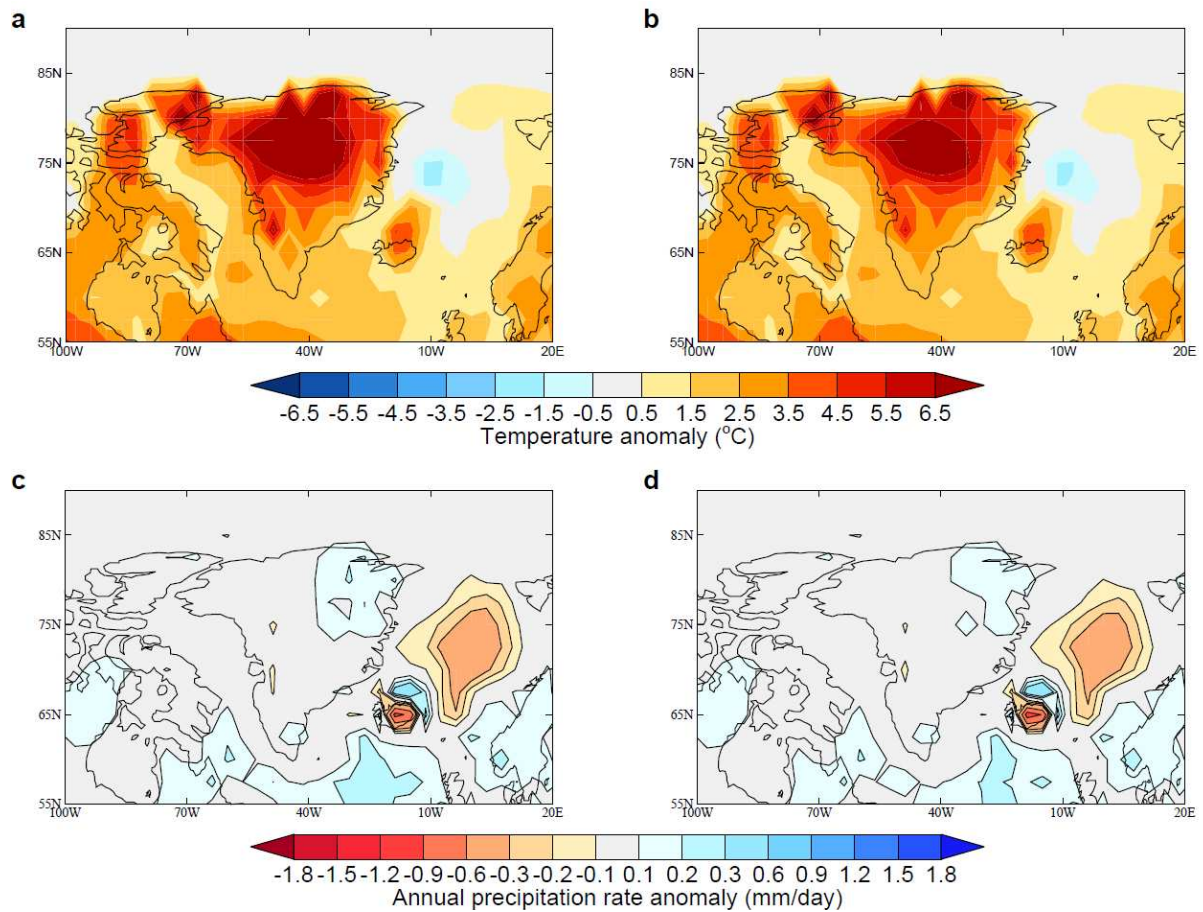 a b
85N 85N
75N 75N
65N 65N
55N 55N
100W 70W 40W 10W 20E 100W 70W 40W 10W 20E
-6.5 -5.5 -4.5 -3.5 -2.5 -1.5 -0.5 0.5 1.5 2.5 3.5 4.5 5.5 6.5
Temperature anomaly (°C)
c d
85N 85N
75N 75N
65N 65N
55N 55N
100W 70W 40W 10W 20E 100W 70W 40W 10W 20E
-1.8 -1.5 -1.2 -0.9 -0.6 -0.3 -0.2 -0.1 0.1 0.2 0.3 0.6 0.9 1.2 1.5 1.8
Annual precipitation rate anomaly (mm/day)